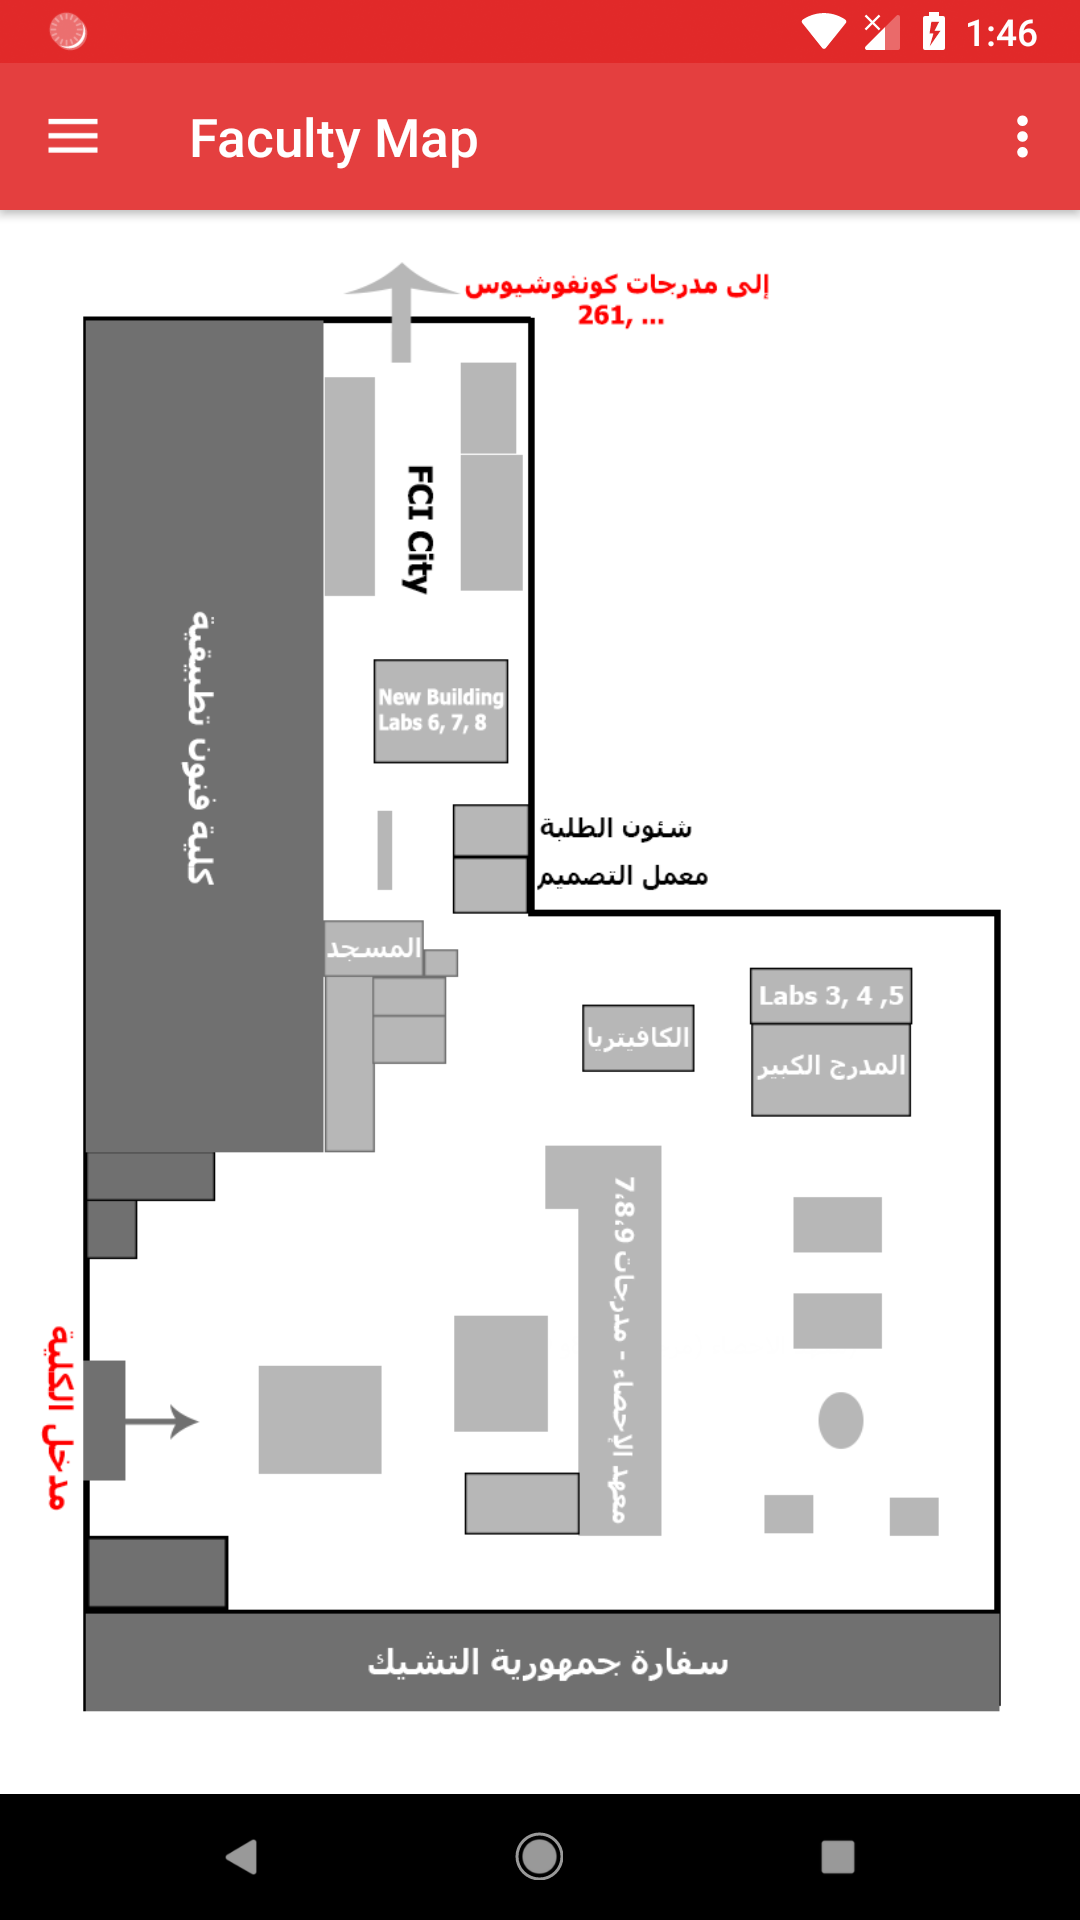 1:46
Faculty Map
إلى مدرجات كونفوشيوس
261, ...
FCI City
كلية فنون تطبيقية
New Building
Labs 6, 7, 8
شئون الطلبة
معمل التصميم
المسجد
الكافيتريا
Labs 3, 4 ,5
المدرج الكبير
معهد الإحصاء - مدرجات 7،8،9
مدخل الكلية
سفارة جمهورية التشيك